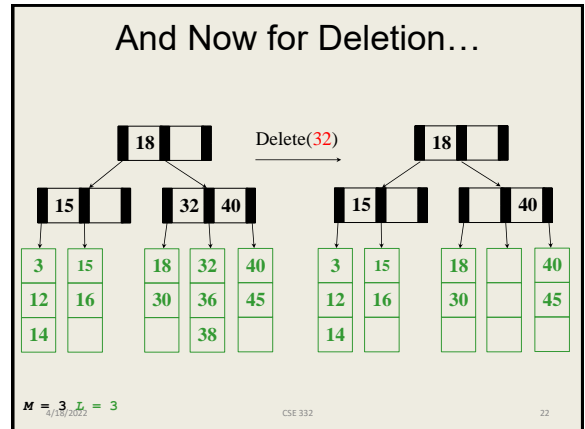 And Now for Deletion…
Delete(32)
18
18
15
32 40
15
40
3 15 18 32 40
12 16 30 36 45
14 38
3 15 18 40
12 16 30 45
14
M = 3 L = 3
4/18/2022
CSE 332
22